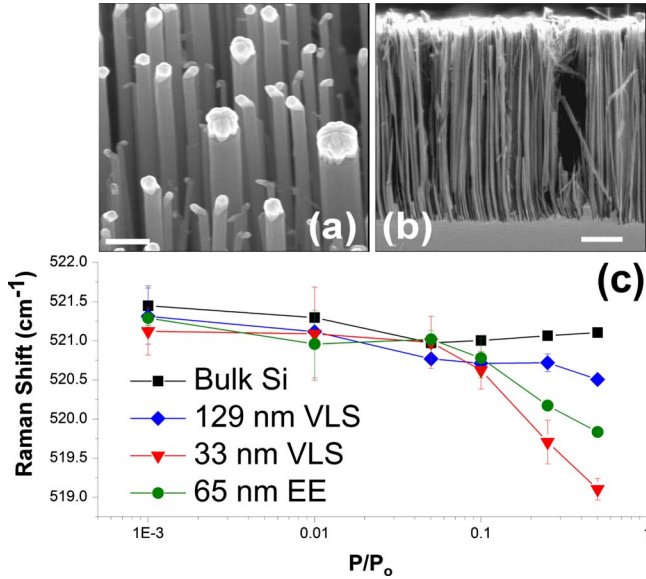 (a)
(b)
(c)
522.0
521.5
521.0
520.5
520.0
519.5
519.0
Raman Shift (cm⁻¹)
Bulk Si
129 nm VLS
33 nm VLS
65 nm EE
1E-3
0.01
0.1
1
P/Pₒ